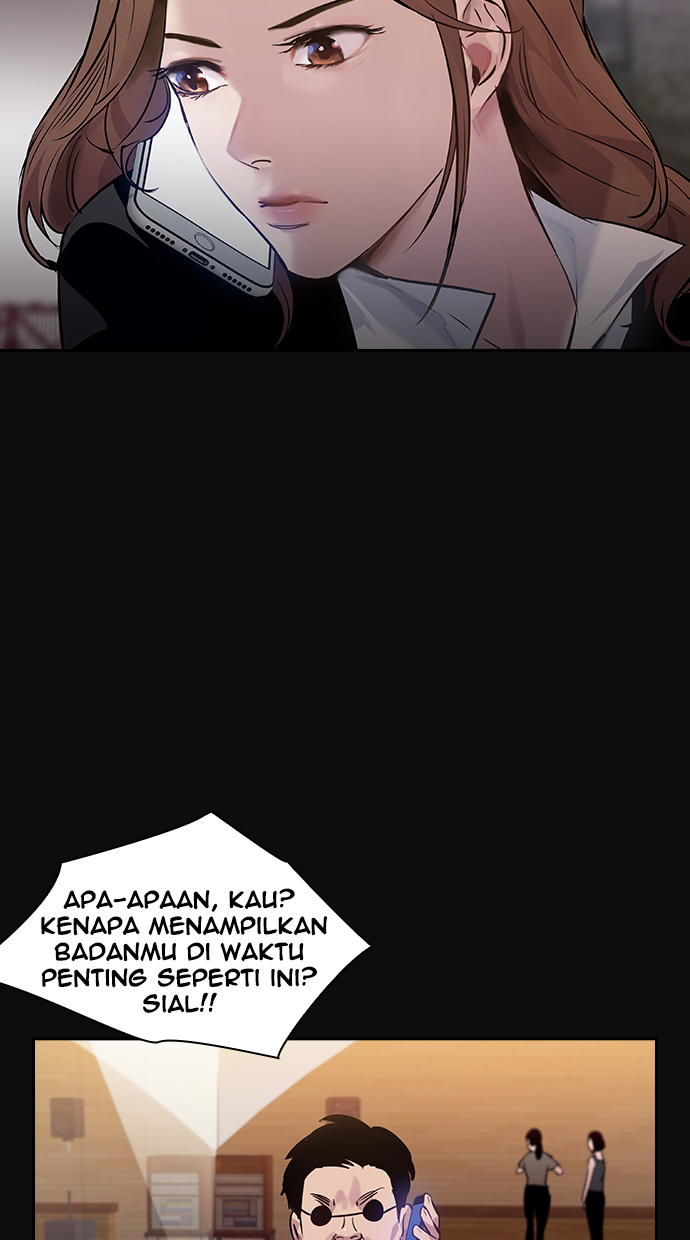 APA-APAAN, KAU?
KENAPA MENAMPILKAN
BADANMU DI WAKTU
PENTING SEPERTI INI?
SIAL!!